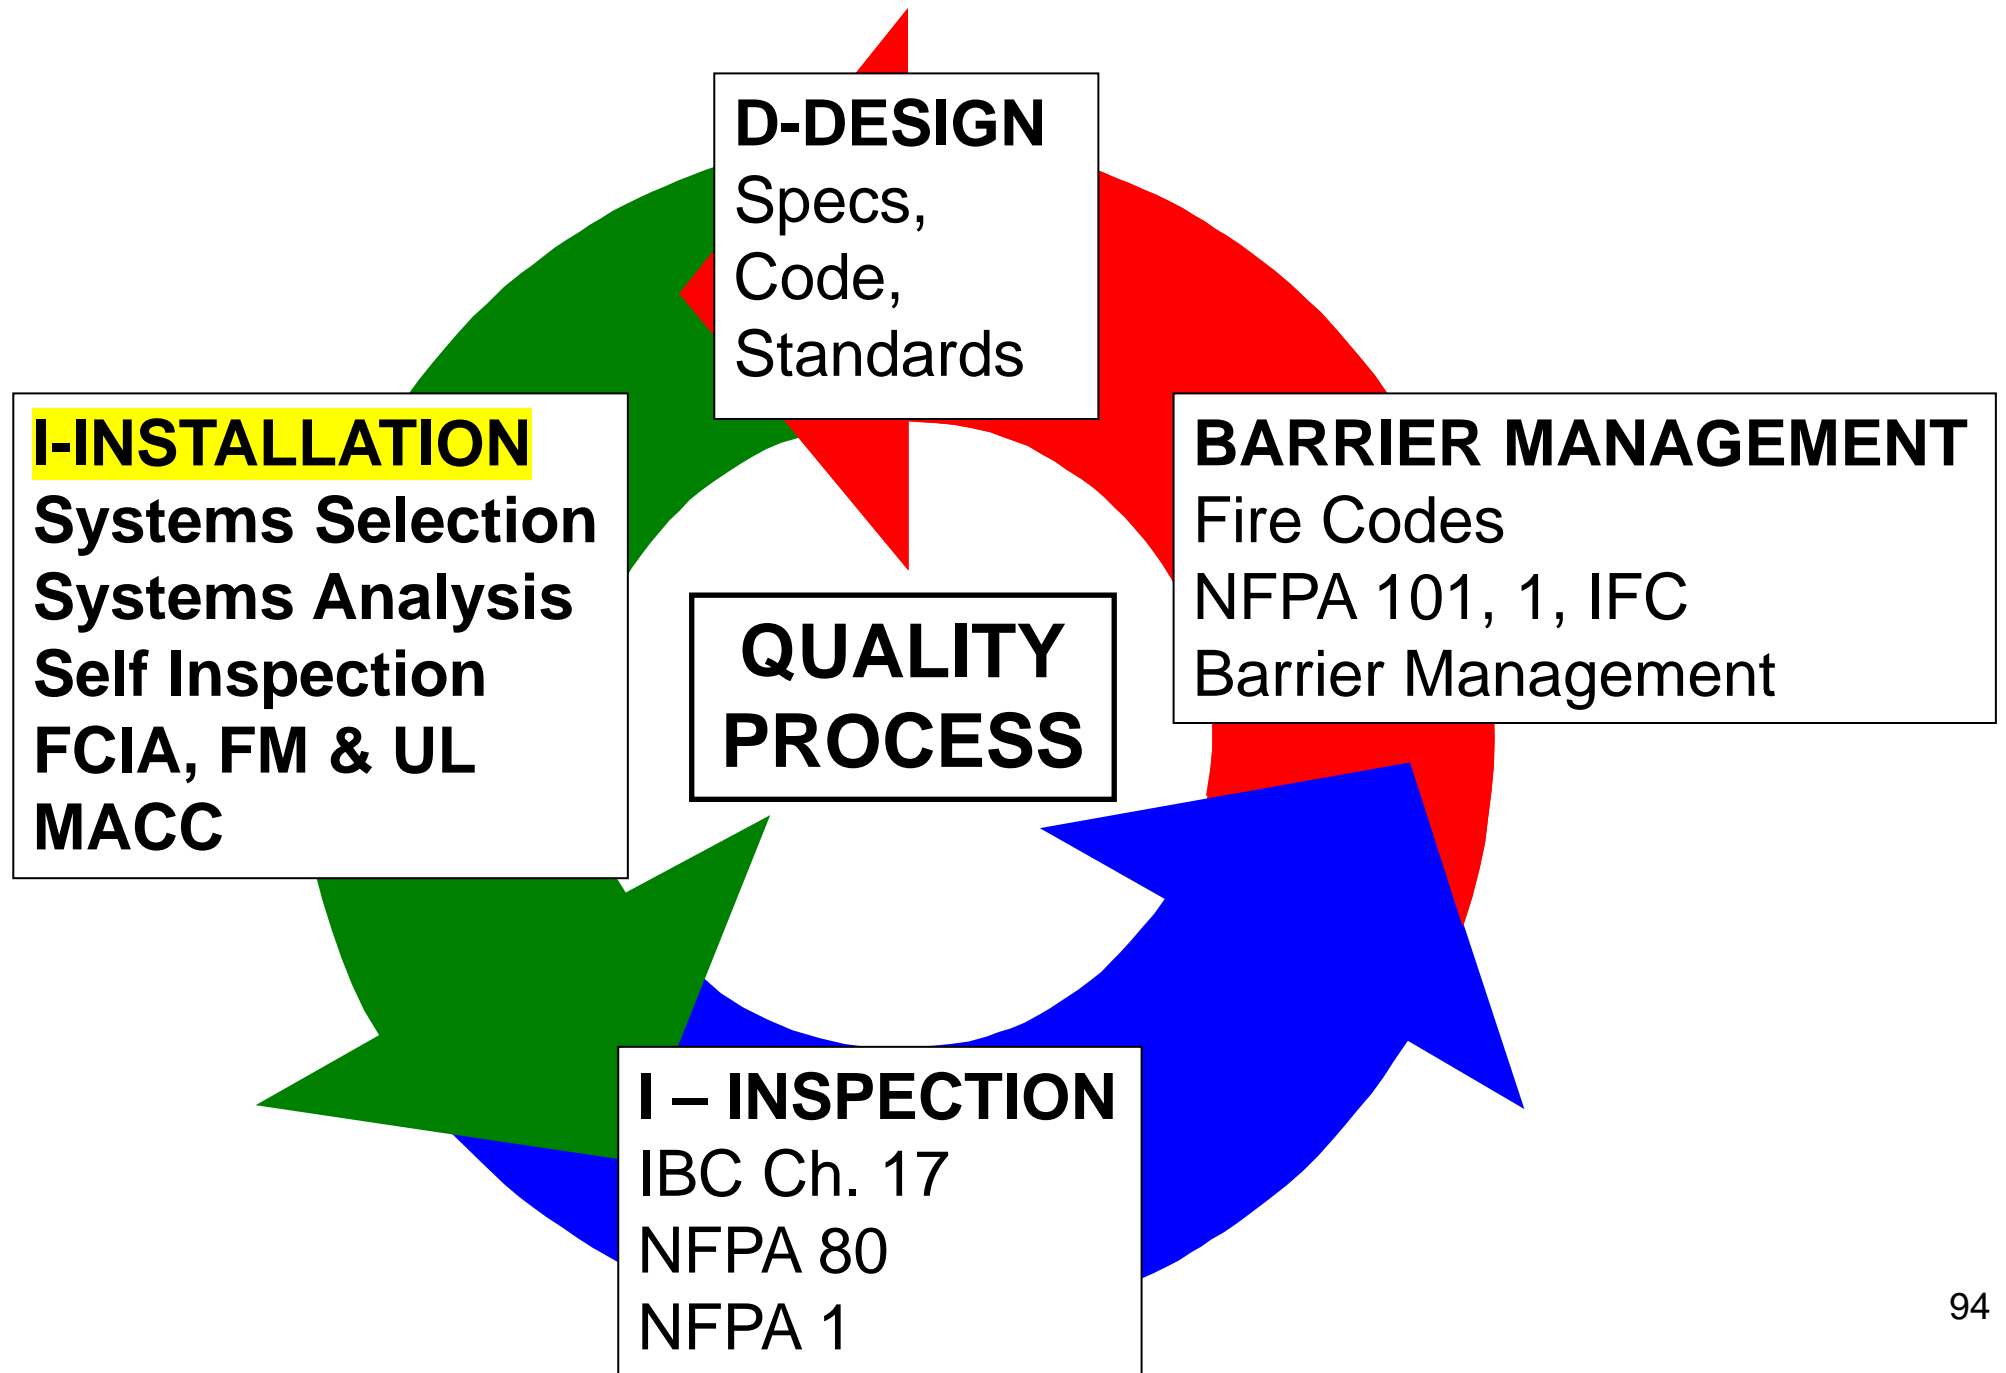 D-DESIGN
Specs,
Code,
Standards
I-INSTALLATION
Systems Selection
Systems Analysis
Self Inspection
FCIA, FM & UL
MACC
QUALITY
PROCESS
BARRIER MANAGEMENT
Fire Codes
NFPA 101, 1, IFC
Barrier Management
I – INSPECTION
IBC Ch. 17
NFPA 80
NFPA 1
94